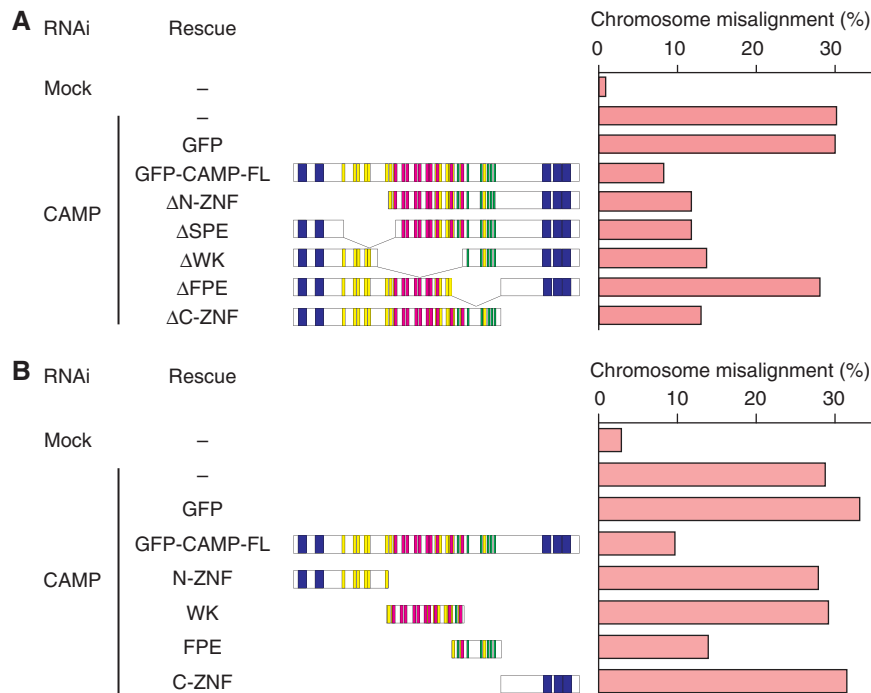 A
RNAi Rescue Chromosome misalignment (%)
0 10 20 30
Mock –
CAMP
–
GFP
GFP-CAMP-FL
ΔN-ZNF
ΔSPE
ΔWK
ΔFPE
ΔC-ZNF
B
RNAi Rescue Chromosome misalignment (%)
0 10 20 30
Mock –
CAMP
–
GFP
GFP-CAMP-FL
N-ZNF
WK
FPE
C-ZNF